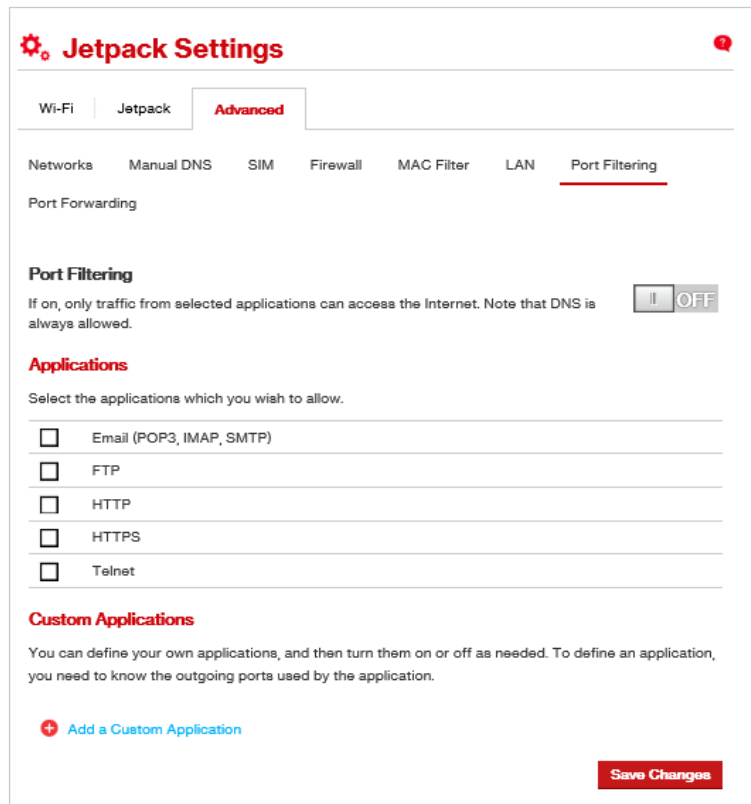 Jetpack Settings
?
Wi-Fi Jetpack Advanced
Networks Manual DNS SIM Firewall MAC Filter LAN Port Filtering
Port Forwarding
Port Filtering
If on, only traffic from selected applications can access the Internet. Note that DNS is
always allowed.
OFF
Applications
Select the applications which you wish to allow.
Email (POP3, IMAP, SMTP)
FTP
HTTP
HTTPS
Telnet
Custom Applications
You can define your own applications, and then turn them on or off as needed. To define an application,
you need to know the outgoing ports used by the application.
Add a Custom Application
Save Changes